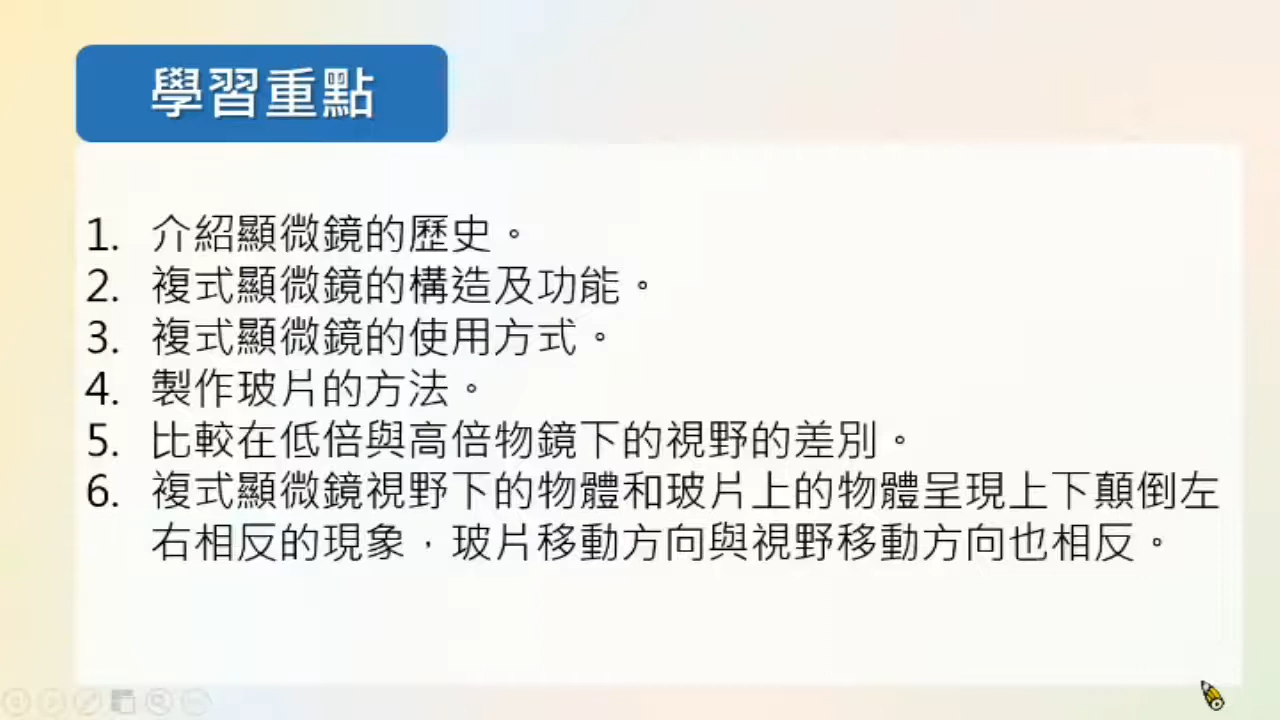 學習重點
1. 介紹顯微鏡的歷史。
2. 複式顯微鏡的構造及功能。
3. 複式顯微鏡的使用方式。
4. 製作玻片的方法。
5. 比較在低倍與高倍物鏡下的視野的差別。
6. 複式顯微鏡視野下的物體和玻片上的物體呈現上下顛倒左
右相反的現象，玻片移動方向與視野移動方向也相反。